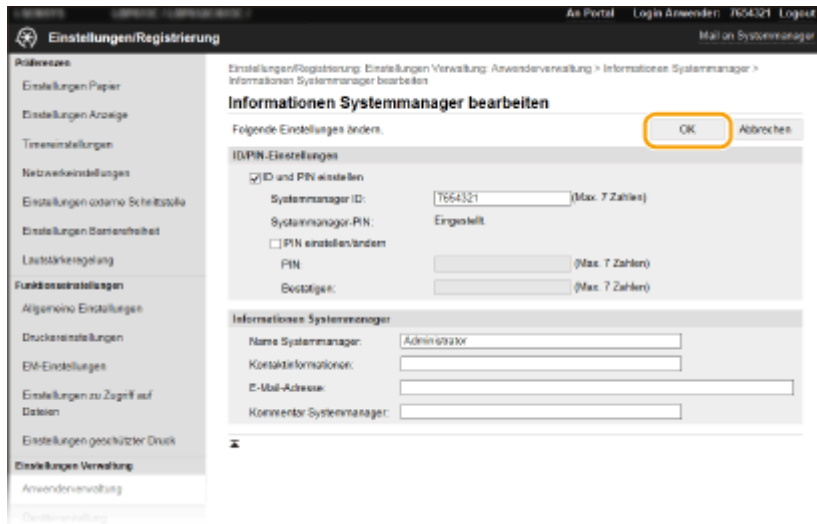 An Portal Login Anwender: 7654321 Logout
Einstellungen/Registrierung
Mail an Systemmanager
Präferenzen
Einstellungen Papier
Einstellungen Anzeige
Timereinstellungen
Netzwerkeinstellungen
Einstellungen externe Schnittstelle
Einstellungen Barrierefreiheit
Lautstärkeregelung
Funktionseinstellungen
Allgemeine Einstellungen
Druckereinstellungen
EM-Einstellungen
Einstellungen zu Zugriff auf
Dateien
Einstellungen geschützter Druck
Einstellungen Verwaltung
Anwenderverwaltung
Geräteverwaltung
Einstellungen/Registrierung: Einstellungen Verwaltung: Anwenderverwaltung > Informationen Systemmanager >
Informationen Systemmanager bearbeiten
Informationen Systemmanager bearbeiten
Folgende Einstellungen ändern.
OK
Abbrechen
ID/PIN-Einstellungen
ID und PIN einstellen
Systemmanager ID: 7654321 (Max. 7 Zahlen)
Systemmanager-PIN: Eingestellt
PIN einstellen/ändern
PIN: (Max. 7 Zahlen)
Bestätigen: (Max. 7 Zahlen)
Informationen Systemmanager
Name Systemmanager: Administrator
Kontaktinformationen:
E-Mail-Adresse:
Kommentar Systemmanager: